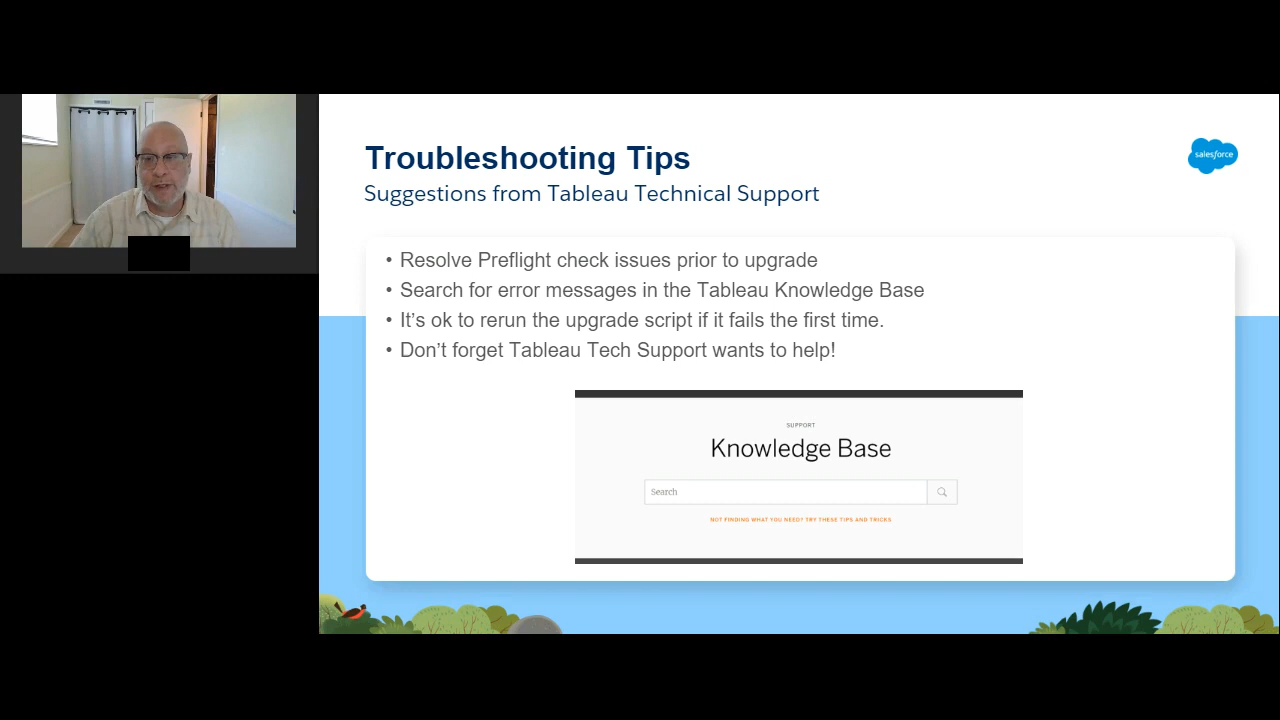 Troubleshooting Tips
salesforce
Suggestions from Tableau Technical Support
• Resolve Preflight check issues prior to upgrade
• Search for error messages in the Tableau Knowledge Base
• It’s ok to rerun the upgrade script if it fails the first time.
• Don’t forget Tableau Tech Support wants to help!
SUPPORT
Knowledge Base
Search
NOT FINDING WHAT YOU NEED? TRY THESE TIPS AND TRICKS